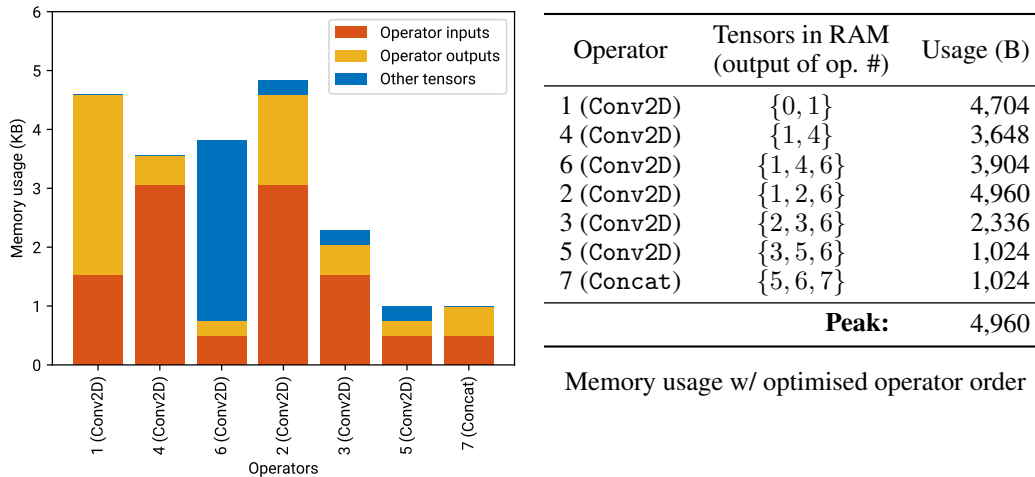 6
5
4
3
2
1
0
Memory usage (KB)
Operator inputs
Operator outputs
Other tensors
1 (Conv2D)
4 (Conv2D)
6 (Conv2D)
2 (Conv2D)
3 (Conv2D)
5 (Conv2D)
7 (Concat)
Operators
Operator Tensors in RAM (output of op. #) Usage (B)
1 (Conv2D) {0, 1} 4,704
4 (Conv2D) {1, 4} 3,648
6 (Conv2D) {1, 4, 6} 3,904
2 (Conv2D) {1, 2, 6} 4,960
3 (Conv2D) {2, 3, 6} 2,336
5 (Conv2D) {3, 5, 6} 1,024
7 (Concat) {5, 6, 7} 1,024
Peak: 4,960
Memory usage w/ optimised operator order